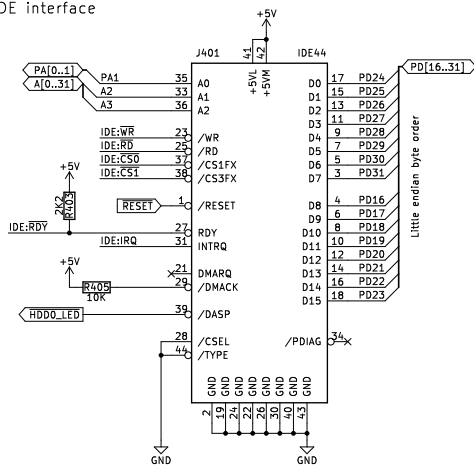 DE interface
+5V
J401
IDE44
41
42
+5VL
+5VM
PA[0..1]
A[0..31]
PD[16..31]
PA1 35 A0
A2 33 A1
A3 36 A2
D0 17 PD24
D1 15 PD25
D2 13 PD26
D3 11 PD27
D4 9 PD28
D5 7 PD29
D6 5 PD30
D7 3 PD31
IDE:WR 23 /WR
IDE:RD 25 /RD
IDE:CS0 37 /CS1FX
IDE:CS1 38 /CS3FX
Little endian byte order
+5V
R403
2K2
RESET 1 /RESET
D8 4 PD16
D9 6 PD17
D10 8 PD18
D11 10 PD19
D12 12 PD20
D13 14 PD21
D14 16 PD22
D15 18 PD23
IDE:RDY 27 RDY
IDE:IRQ 31 INTRQ
+5V
21 DMARQ
R405 29 /DMACK
10K
HDD0_LED 39 /DASP
28 /CSEL
44 /TYPE
/PDIAG 34
GND GND GND GND GND GND GND GND
2 19 24 22 26 30 40 43
GND
GND